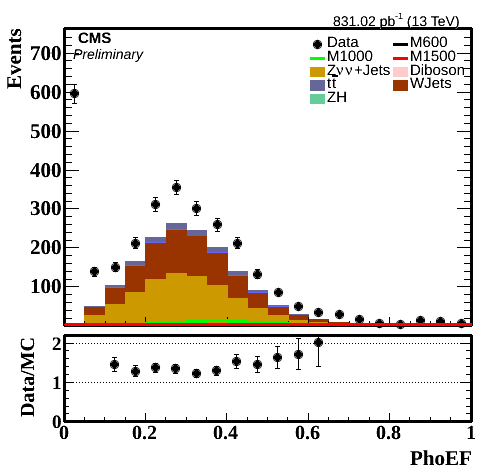 831.02 pb-1 (13 TeV)
CMS
Preliminary
Data
M600
M1000
M1500
Zνν+Jets
Diboson
tt
WJets
ZH
Events
700
600
500
400
300
200
100
Data/MC
2
1
0
0
0.2
0.4
0.6
0.8
1
PhoEF